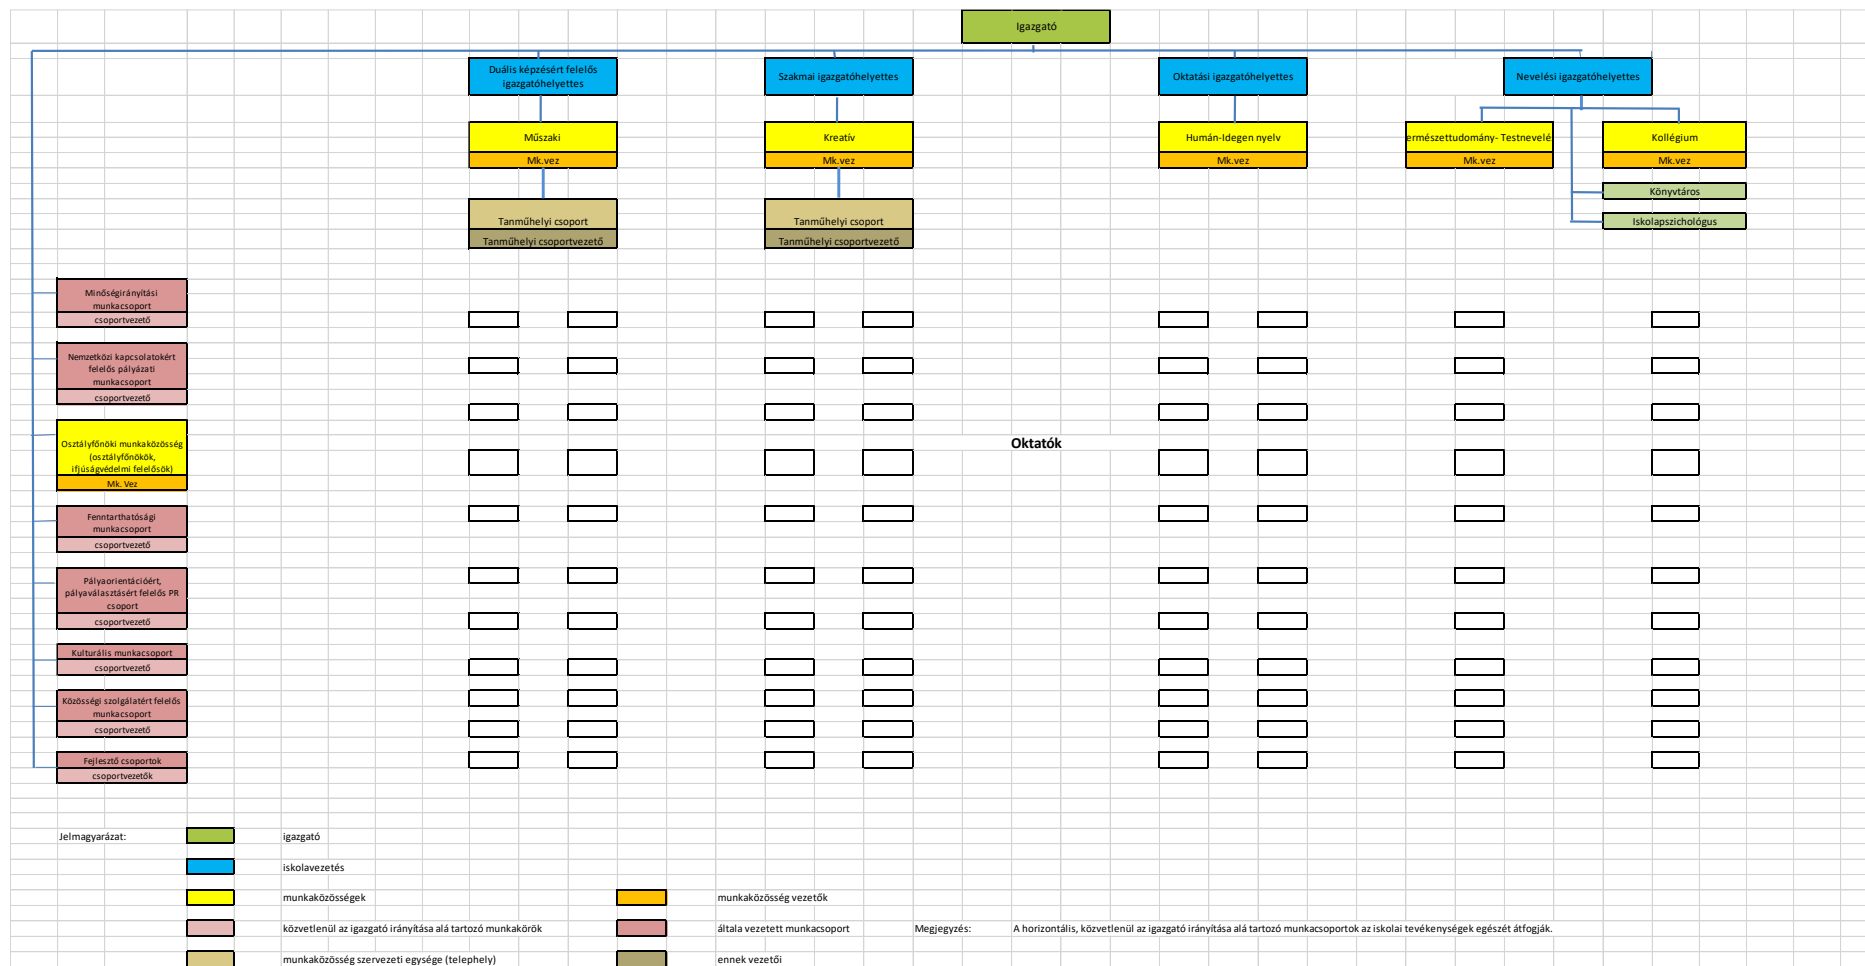 Igazgató
Duális képzésért felelős
igazgatóhelyettes
Szakmai igazgatóhelyettes
Oktatási igazgatóhelyettes
Nevelési igazgatóhelyettes
Műszaki
Kreatív
Humán-Idegen nyelv
ermészettudomány- Testnevelé
Kollégium
Mk.vez
Mk.vez
Mk.vez
Mk.vez
Mk.vez
Könyvtáros
Iskolapszichológus
Tanműhelyi csoport
Tanműhelyi csoport
Tanműhelyi csoportvezető
Tanműhelyi csoportvezető
Minőségirányítási
munkacsoport
csoportvezető
Nemzetközi kapcsolatokért
felelős pályázati
munkacsoport
csoportvezető
Osztályfőnöki munkaközösség
(osztályfőnökök,
ifjúságvédelmi felelősök)
Mk. Vez
Oktatók
Fenntarthatósági
munkacsoport
csoportvezető
Pályaorientációért,
pályaválasztásért felelős PR
csoport
csoportvezető
Kulturális munkacsoport
csoportvezető
Közösségi szolgálatért felelős
munkacsoport
csoportvezető
Fejlesztő csoportok
csoportvezetők
Jelmagyarázat:
igazgató
iskolavezetés
munkaközösségek
munkaközösség vezetők
közvetlenül az igazgató irányítása alá tartozó munkakörök
általa vezetett munkacsoport
Megjegyzés:
A horizontális, közvetlenül az igazgató irányítása alá tartozó munkacsoportok az iskolai tevékenységek egészét átfogják.
munkaközösség szervezeti egysége (telephely)
ennek vezetői